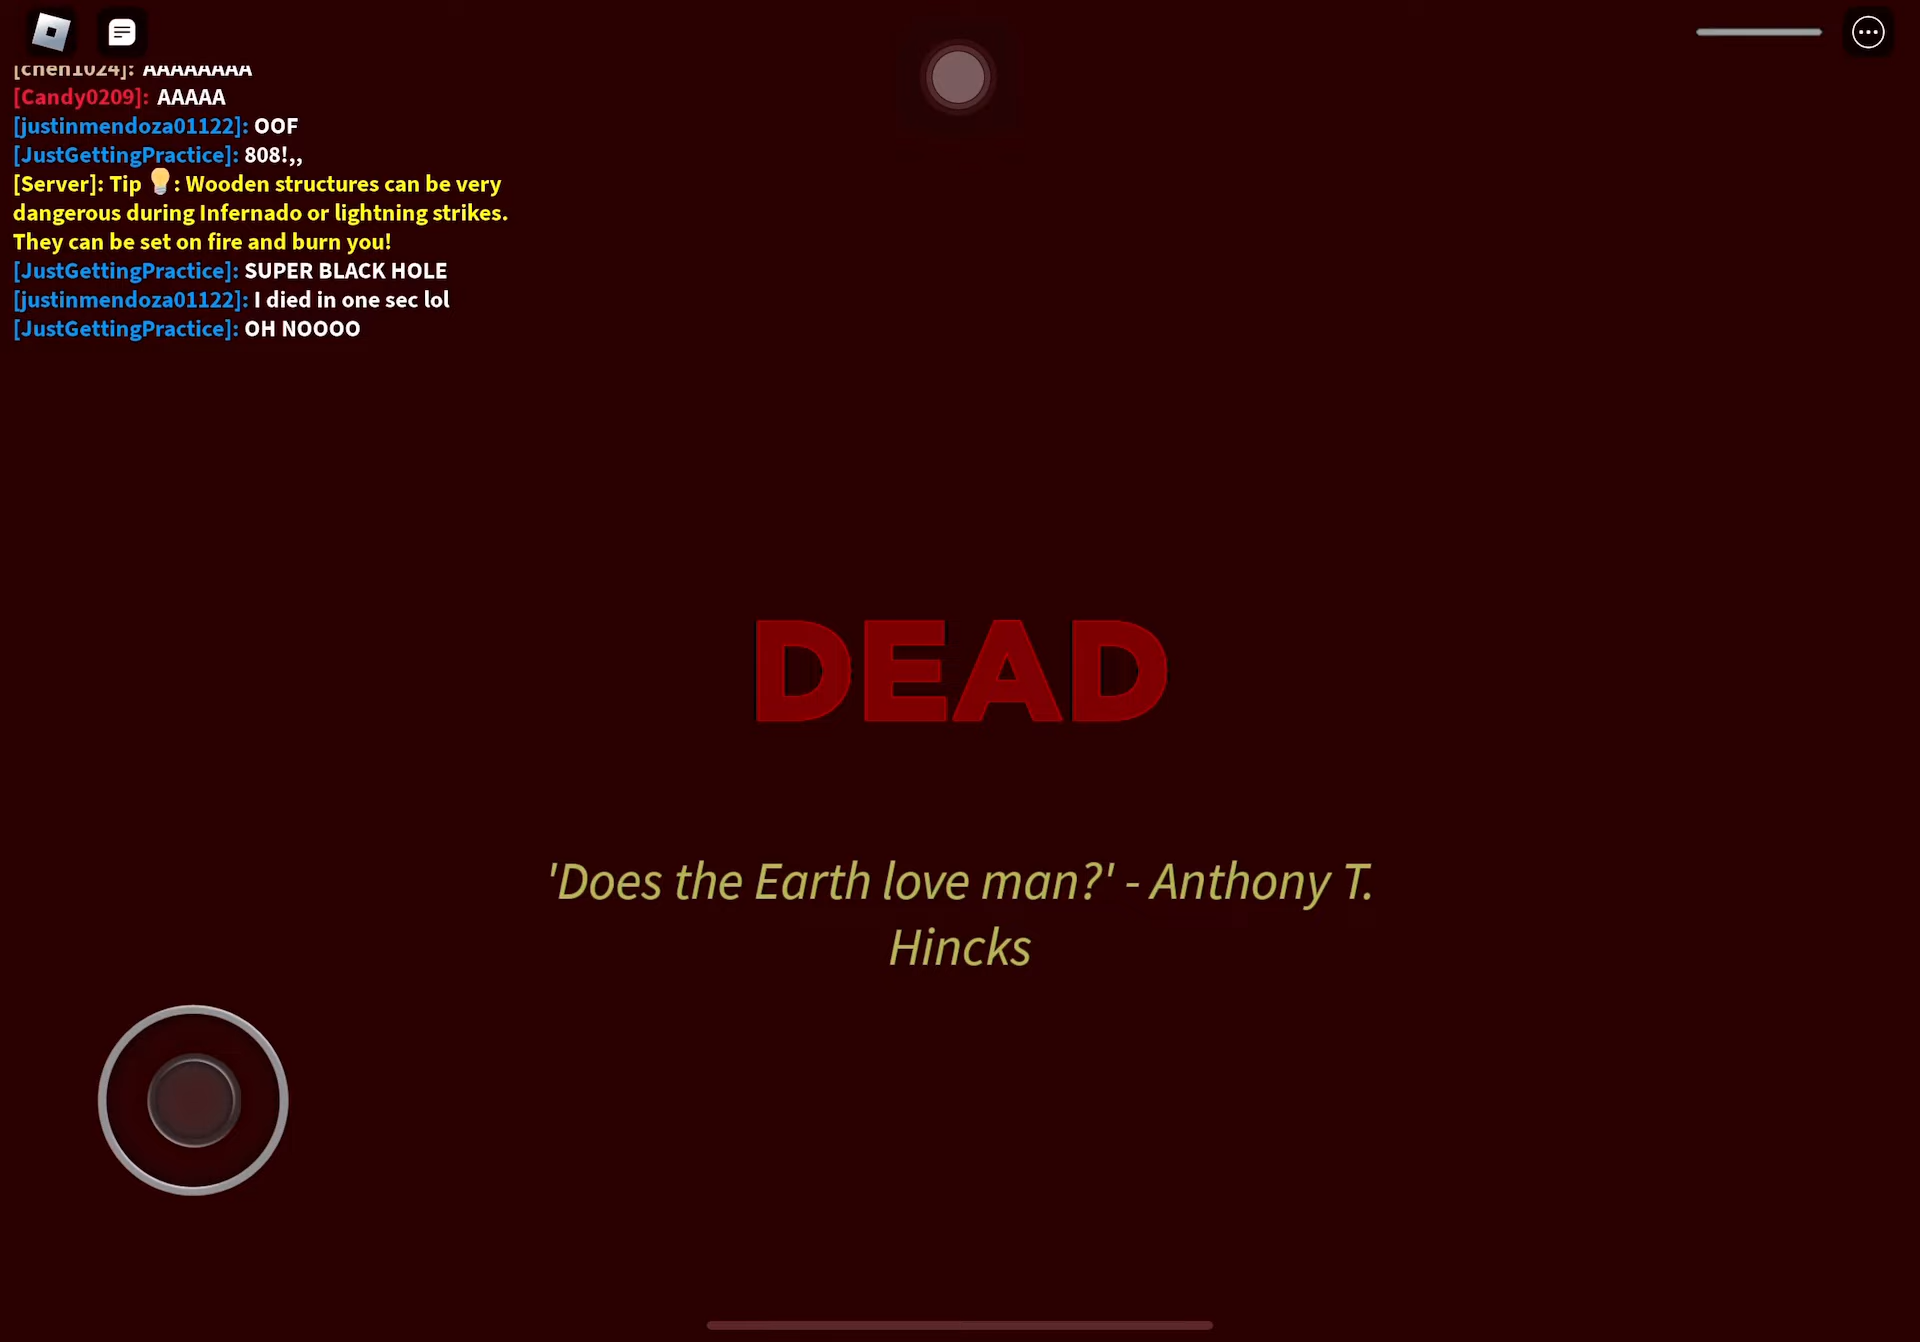 [chen1024]: AAAAAAAA
[Candy0209]: AAAAA
[justinmendoza01122]: OOF
[JustGettingPractice]: 808!,,
[Server]: Tip 💡: Wooden structures can be very
dangerous during Infernado or lightning strikes.
They can be set on fire and burn you!
[JustGettingPractice]: SUPER BLACK HOLE
[justinmendoza01122]: I died in one sec lol
[JustGettingPractice]: OH NOOOO
DEAD
'Does the Earth love man?' - Anthony T.
Hincks